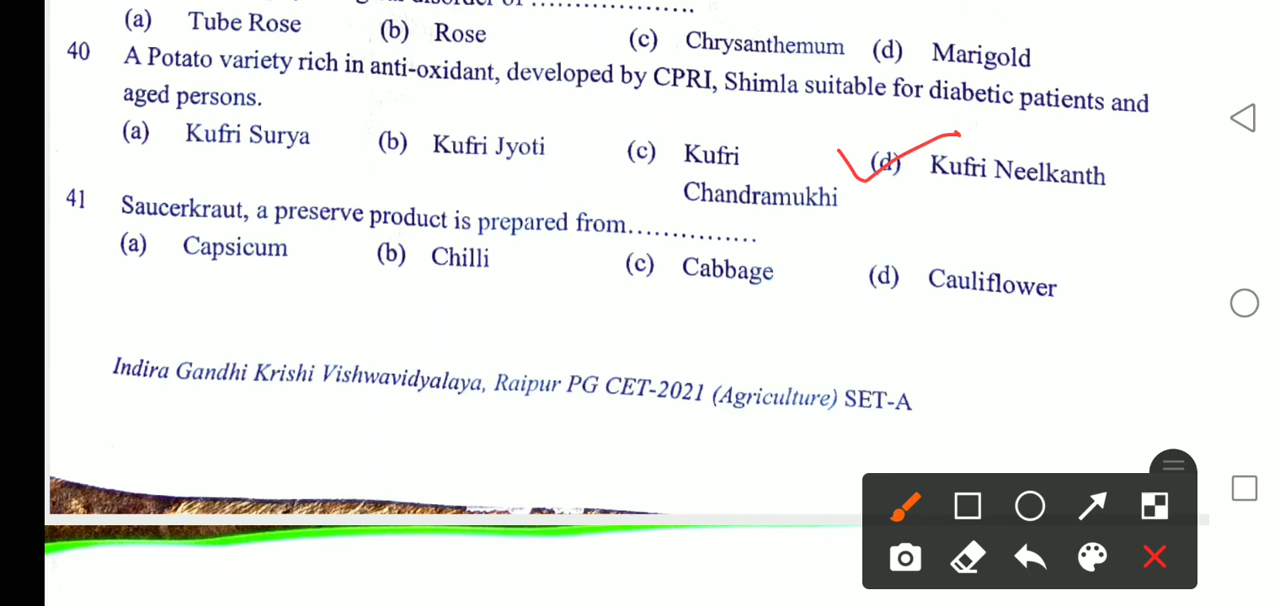 (a) Tube Rose (b) Rose (c) Chrysanthemum (d) Marigold
40 A Potato variety rich in anti-oxidant, developed by CPRI, Shimla suitable for diabetic patients and
aged persons.
(a) Kufri Surya (b) Kufri Jyoti (c) Kufri
Chandramukhi (d) Kufri Neelkanth
41 Saucerkraut, a preserve product is prepared from...............
(a) Capsicum (b) Chilli (c) Cabbage (d) Cauliflower
Indira Gandhi Krishi Vishwavidyalaya, Raipur PG CET-2021 (Agriculture) SET-A